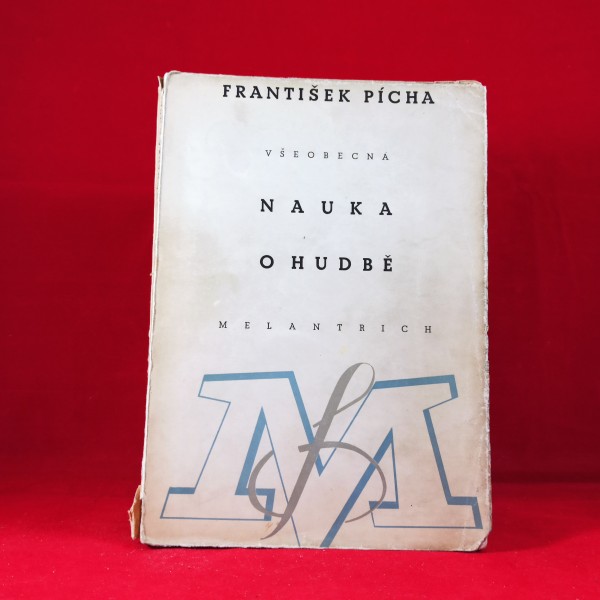 FRANTIŠEK PÍCHA
VŠEOBECNÁ
NAUKA
O HUDBĚ
MELANTRICH
M
f